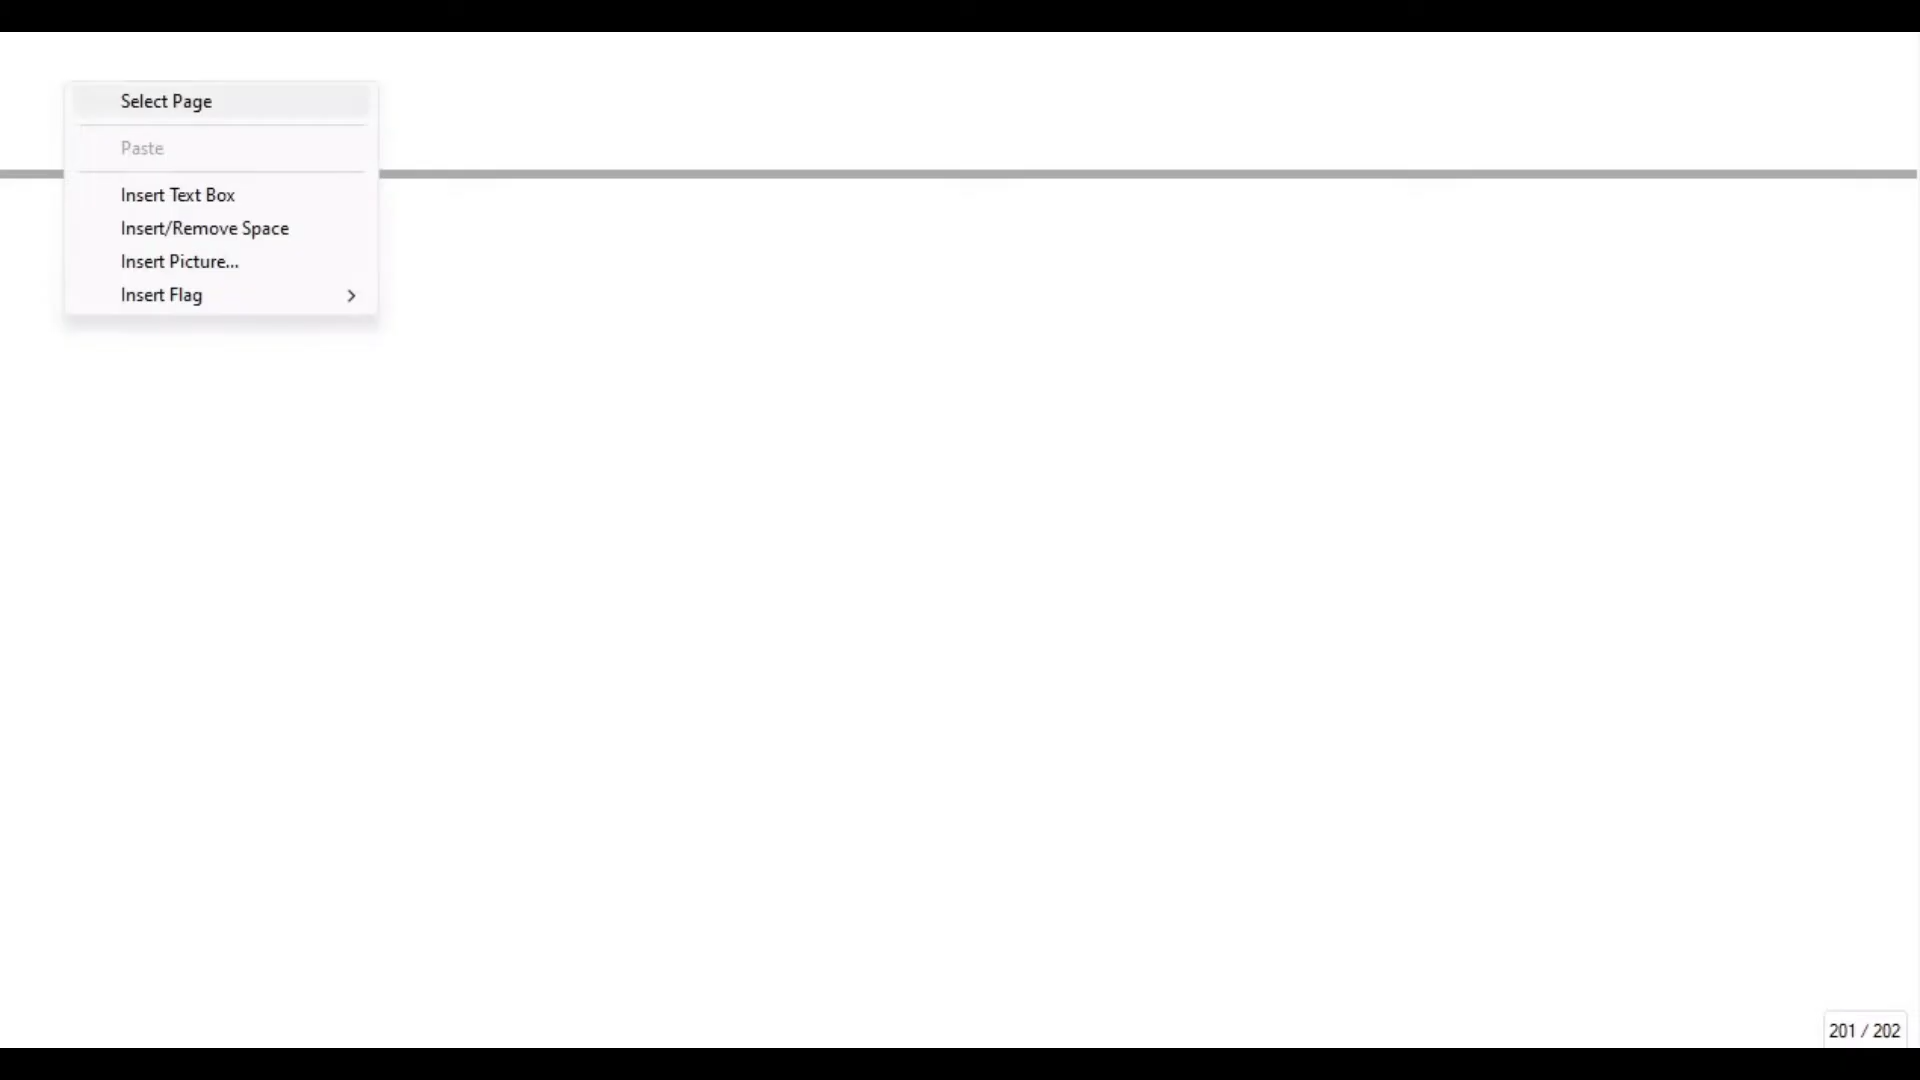 Select Page
Paste
Insert Text Box
Insert/Remove Space
Insert Picture...
Insert Flag
201 / 202